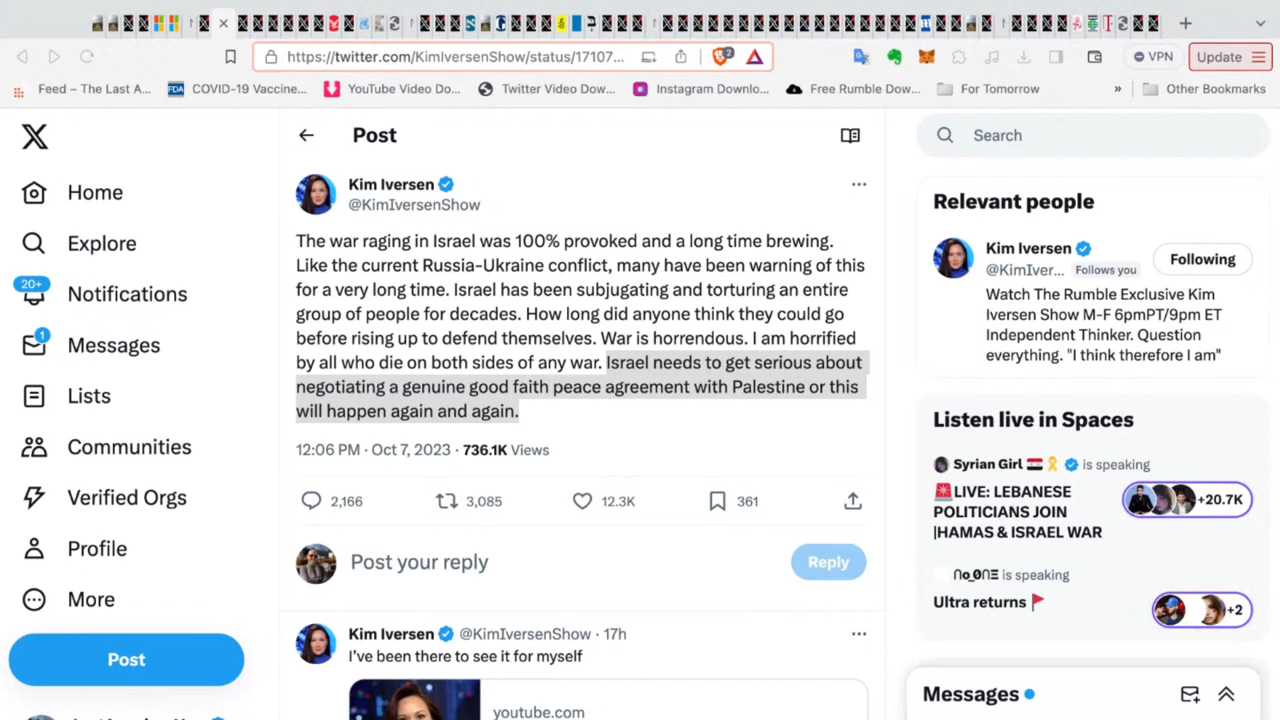 https://twitter.com/KimIversenShow/status/17107...
2
VPN
Update
Feed – The Last A...
FDA
COVID-19 Vaccine...
YouTube Video Do...
Twitter Video Dow...
Instagram Downlo...
Free Rumble Dow...
For Tomorrow
»
Other Bookmarks
Home
Explore
20+
Notifications
1
Messages
Lists
Communities
Verified Orgs
Profile
More
Post
Post
Kim Iversen
@KimIversenShow
The war raging in Israel was 100% provoked and a long time brewing.
Like the current Russia-Ukraine conflict, many have been warning of this
for a very long time. Israel has been subjugating and torturing an entire
group of people for decades. How long did anyone think they could go
before rising up to defend themselves. War is horrendous. I am horrified
by all who die on both sides of any war. Israel needs to get serious about
negotiating a genuine good faith peace agreement with Palestine or this
will happen again and again.
12:06 PM · Oct 7, 2023 · 736.1K Views
2,166
3,085
12.3K
361
Post your reply
Reply
Kim Iversen @KimIversenShow · 17h
I've been there to see it for myself
youtube.com
Search
Relevant people
Kim Iversen
@KimIver... Follows you
Following
Watch The Rumble Exclusive Kim
Iversen Show M-F 6pmPT/9pm ET
Independent Thinker. Question
everything. "I think therefore I am"
Listen live in Spaces
Syrian Girl is speaking
LIVE: LEBANESE
POLITICIANS JOIN
|HAMAS & ISRAEL WAR
+20.7K
is speaking
Ultra returns
+2
Messages